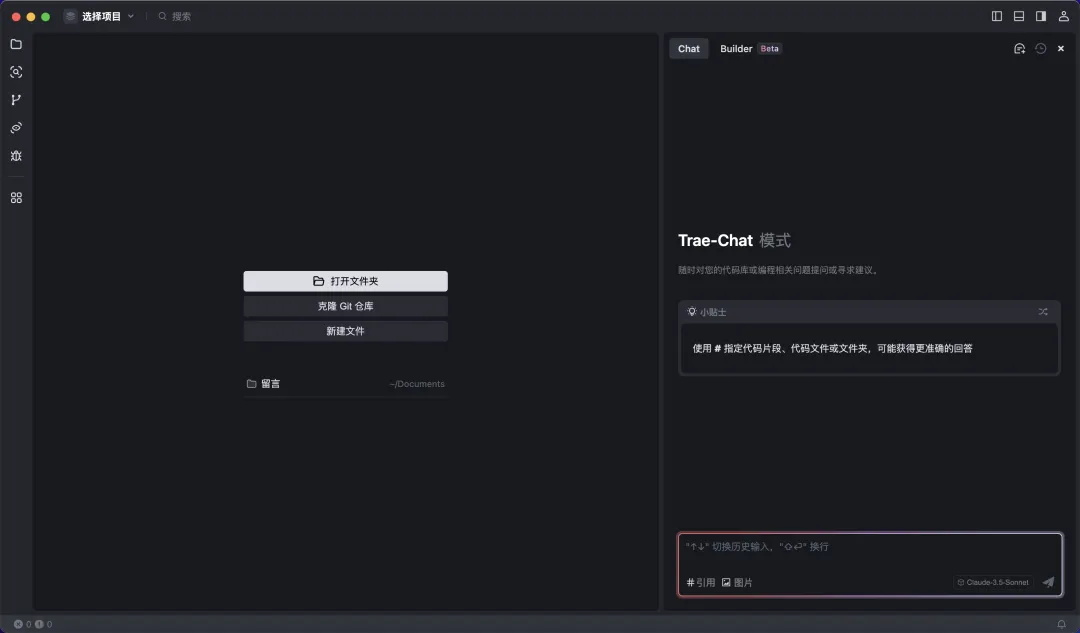 选择项目
搜索
Chat
Builder Beta
打开文件夹
克隆 Git 仓库
新建文件
留言 ~/Documents
Trae-Chat 模式
随时对您的代码库或编程相关问题提问或寻求建议。
小贴士
使用 # 指定代码片段、代码文件或文件夹，可能获得更准确的回答
"↑↓" 切换历史输入，"⇧⏎" 换行
#引用 图片
Claude-3.5-Sonnet
0 0